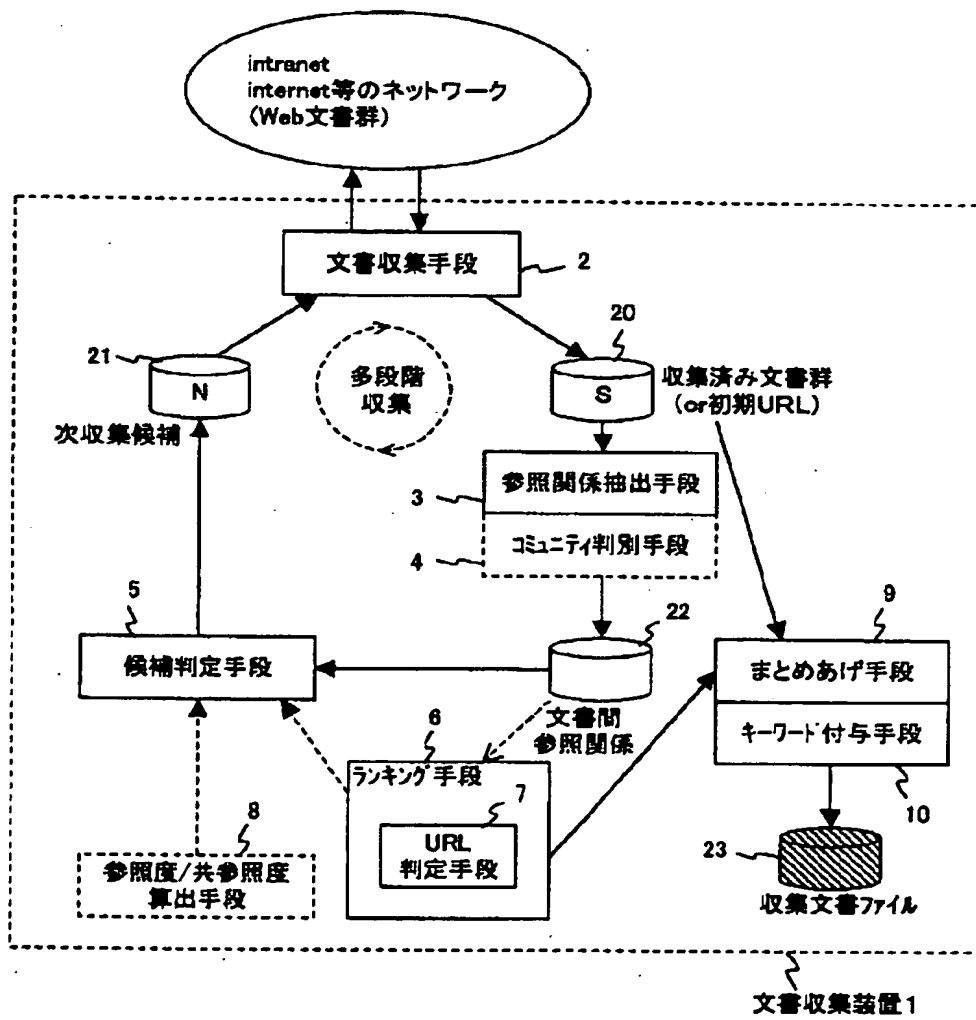 intranet
internet等のネットワーク
(Web文書群)
文書収集手段
2
20
21
N
多段階
収集
S
収集済み文書群
(or初期URL)
次収集候補
参照関係抽出手段
3
コミュニティ判別手段
4
5
22
9
候補判定手段
まとめあげ手段
文書間
参照関係
キーワード付与手段
6
ランキング手段
7
10
8
URL
判定手段
23
参照度/共参照度
算出手段
収集文書ファイル
文書収集装置1